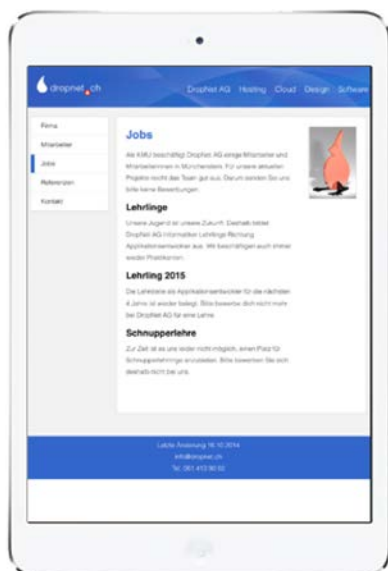 dropnet.ch
DropNet AG Hosting Cloud Design Software
Firma
Mitarbeiter
Jobs
Referenzen
Kontakt
Jobs
Als KMU beschäftigt DropNet AG einige Mitarbeiter und
Mitarbeiterinnen in Münchenstein. Für unsere aktuellen
Projekte reicht das Team gut aus. Darum senden Sie uns
bitte keine Bewerbungen.
Lehrlinge
Unsere Jugend ist unsere Zukunft. Deshalb bildet
DropNet AG Informatiker Lehrlinge Richtung
Applikationsentwickler aus. Wir beschäftigen auch immer
wieder Praktikanten.
Lehrling 2015
Die Lehrstelle als Applikationsentwickler für die nächsten
4 Jahre ist wieder belegt. Bitte bewerbe dich nicht mehr
bei DropNet AG für eine Lehre.
Schnupperlehre
Zur Zeit ist es uns leider nicht möglich, einen Platz für
Schnupperlehrlinge anzubieten. Bitte bewerben Sie sich
deshalb nicht bei uns.
Letzte Änderung 16.10.2014
info@dropnet.ch
Tel. 061 413 90 50